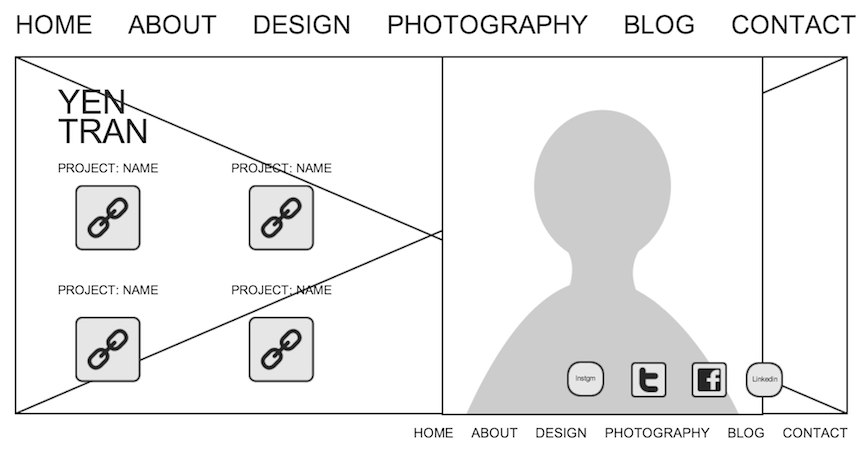 HOME ABOUT DESIGN PHOTOGRAPHY BLOG CONTACT
YEN
TRAN
PROJECT: NAME PROJECT: NAME
PROJECT: NAME PROJECT: NAME
Instgm t f Linkedin
HOME ABOUT DESIGN PHOTOGRAPHY BLOG CONTACT